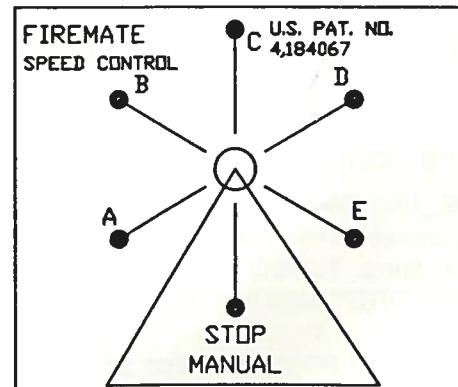 FIREMATE
SPEED CONTROL
U.S. PAT. NO.
4,184067
C
B
D
A
E
STOP
MANUAL